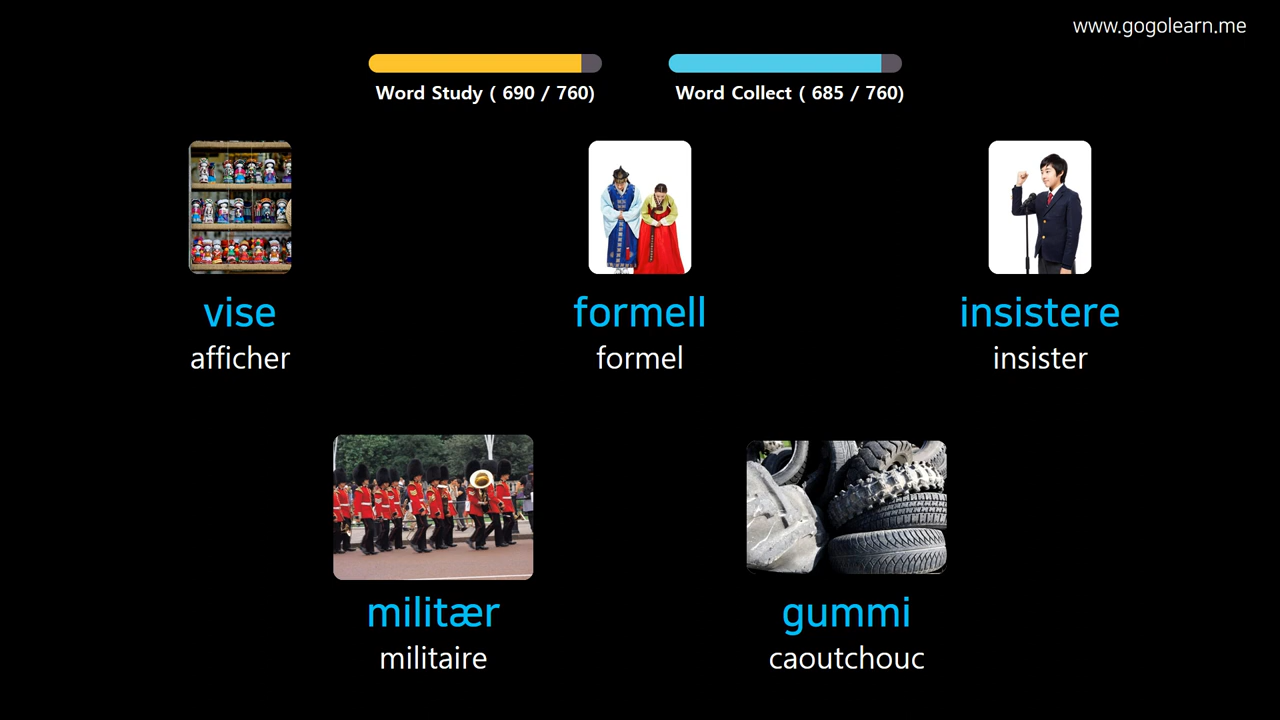 www.gogolearn.me
Word Study ( 690 / 760)
Word Collect ( 685 / 760)
vise
afficher
formell
formel
insistere
insister
militær
militaire
gummi
caoutchouc